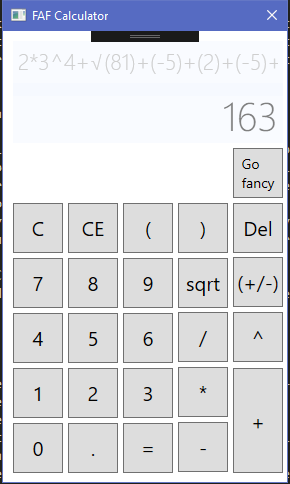 FAF Calculator
2*3^4+√(81)+(-5)+(2)+(-5)+
163
Go
fancy
C CE ( ) Del
7 8 9 sqrt (+/-)
4 5 6 / ^
1 2 3 *
+
0 . = -